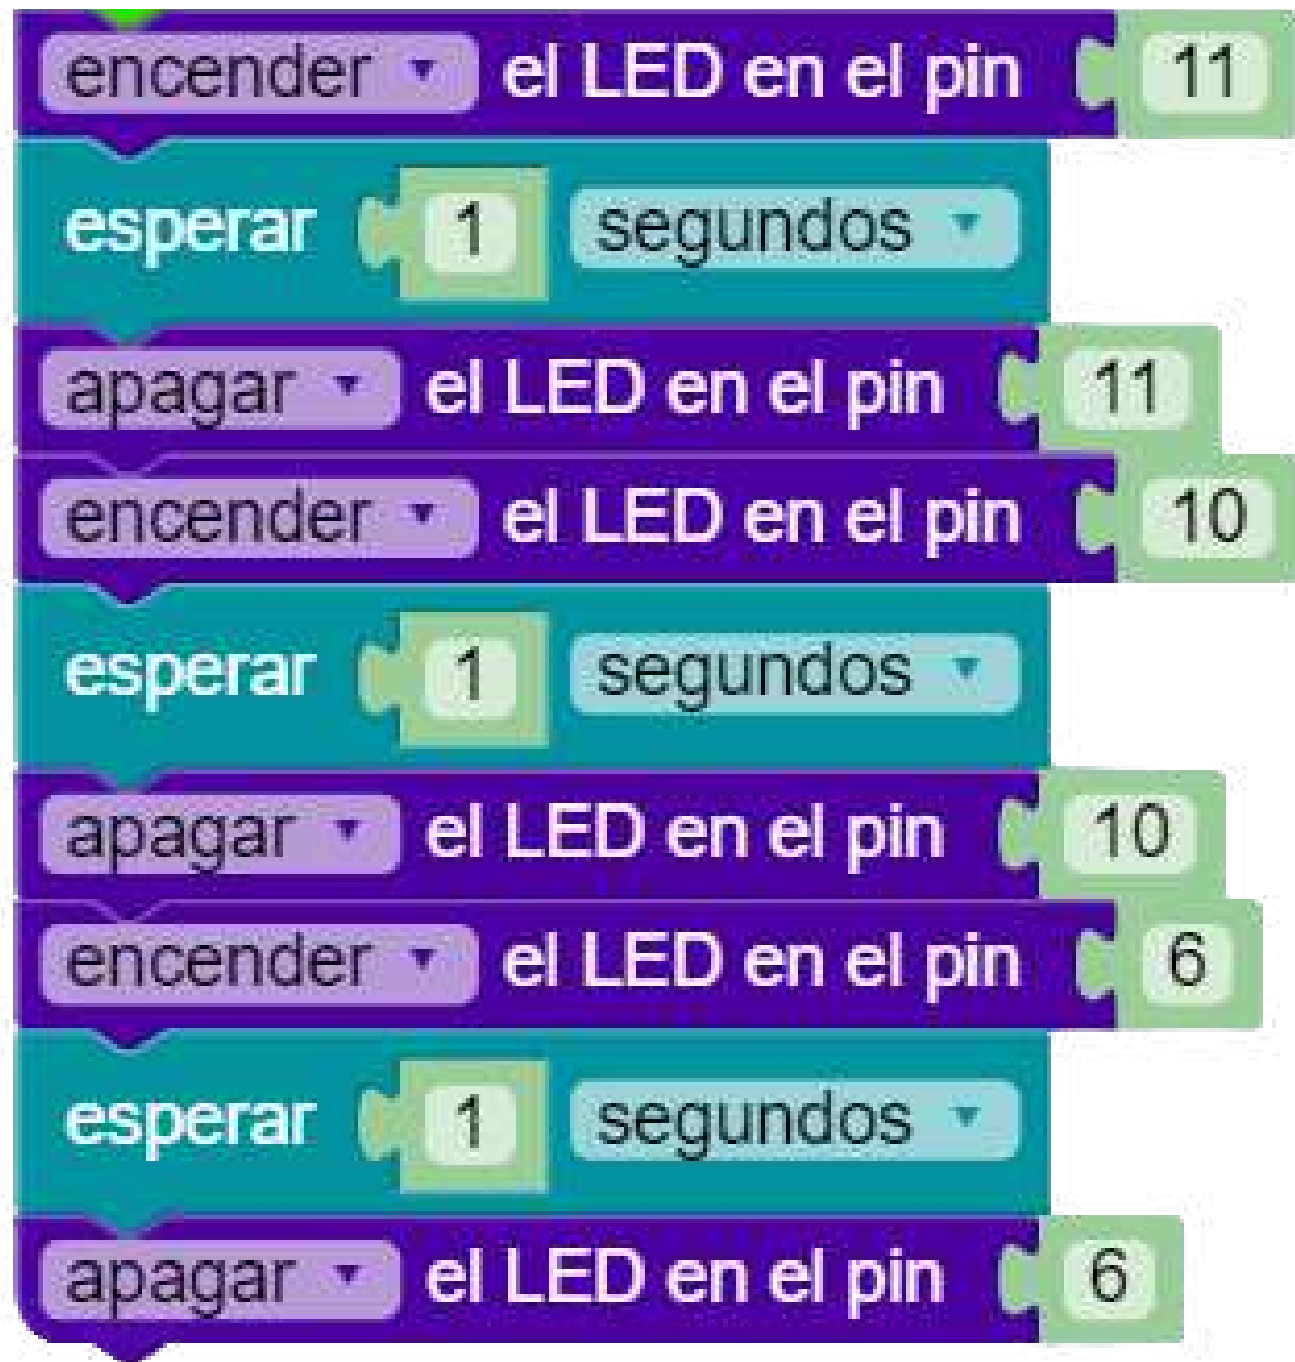 encender el LED en el pin 11
esperar 1 segundos
apagar el LED en el pin 11
encender el LED en el pin 10
esperar 1 segundos
apagar el LED en el pin 10
encender el LED en el pin 6
esperar 1 segundos
apagar el LED en el pin 6